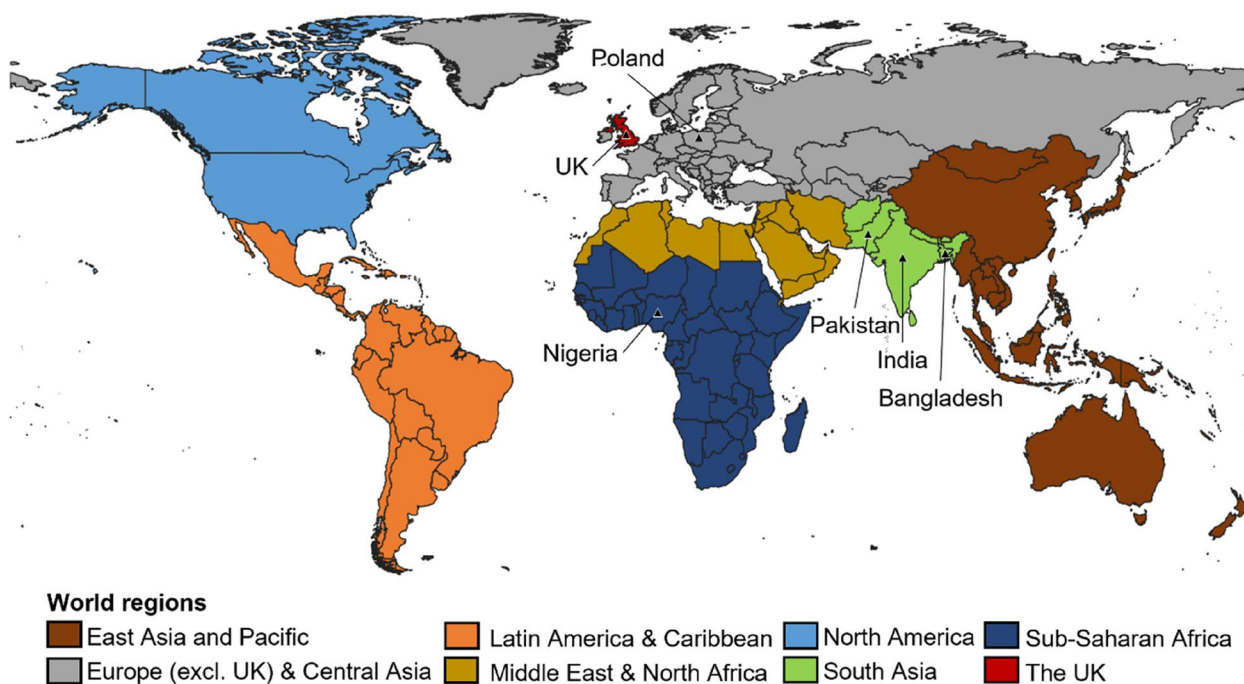 Poland
UK
Pakistan
Nigeria
India
Bangladesh
World regions
East Asia and Pacific
Latin America & Caribbean
North America
Sub-Saharan Africa
Europe (excl. UK) & Central Asia
Middle East & North Africa
South Asia
The UK